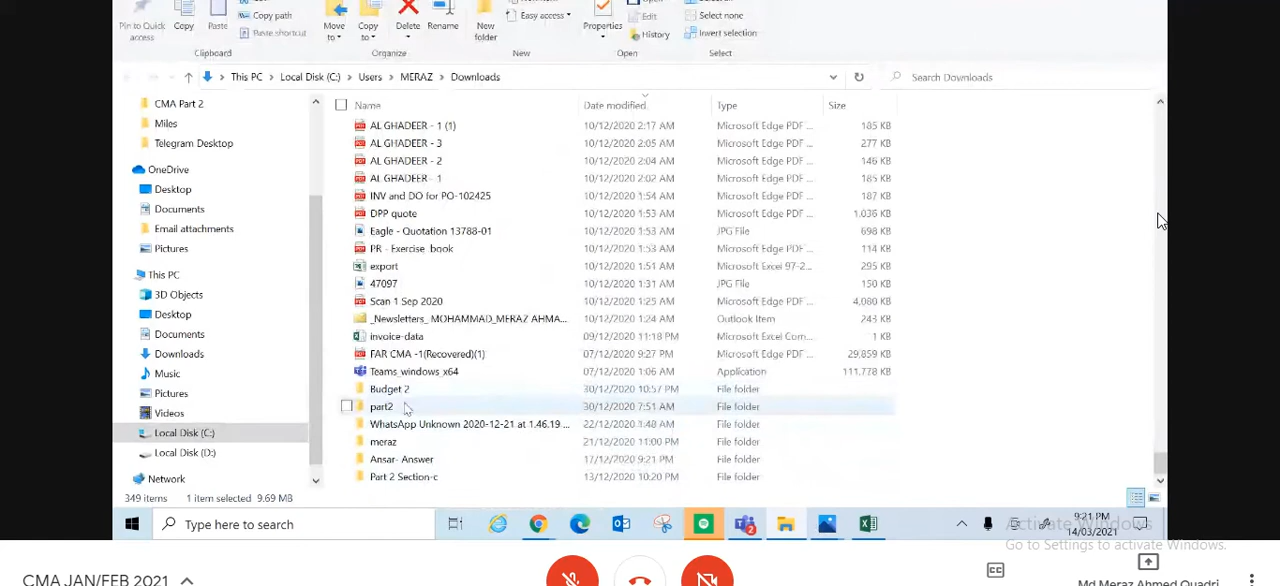 Pin to Quick access
Copy
Paste
Copy path
Paste shortcut
Move to
Copy to
Delete
Rename
New folder
Easy access
Properties
Edit
History
Select none
Invert selection
Clipboard
Organize
New
Open
Select
This PC > Local Disk (C:) > Users > MERAZ > Downloads
Search Downloads
CMA Part 2
Miles
Telegram Desktop
OneDrive
Desktop
Documents
Email attachments
Pictures
This PC
3D Objects
Desktop
Documents
Downloads
Music
Pictures
Videos
Local Disk (C:)
Local Disk (D:)
Network
Name Date modified Type Size
AL GHADEER - 1 (1) 10/12/2020 2:17 AM Microsoft Edge PDF ... 185 KB
AL GHADEER - 3 10/12/2020 2:05 AM Microsoft Edge PDF ... 277 KB
AL GHADEER - 2 10/12/2020 2:04 AM Microsoft Edge PDF ... 146 KB
AL GHADEER - 1 10/12/2020 2:02 AM Microsoft Edge PDF ... 185 KB
INV and DO for PO-102425 10/12/2020 1:54 AM Microsoft Edge PDF ... 187 KB
DPP quote 10/12/2020 1:53 AM Microsoft Edge PDF ... 1,036 KB
Eagle - Quotation 13788-01 10/12/2020 1:53 AM JPG File 698 KB
PR - Exercise book 10/12/2020 1:53 AM Microsoft Edge PDF ... 114 KB
export 10/12/2020 1:51 AM Microsoft Excel 97-2... 295 KB
47097 10/12/2020 1:31 AM JPG File 150 KB
Scan 1 Sep 2020 10/12/2020 1:25 AM Microsoft Edge PDF ... 4,080 KB
_Newsletters_ MOHAMMAD_MERAZ AHMA... 10/12/2020 1:24 AM Outlook Item 243 KB
invoice-data 09/12/2020 11:18 PM Microsoft Excel Com... 1 KB
FAR CMA -1(Recovered)(1) 07/12/2020 9:27 PM Microsoft Edge PDF ... 29,859 KB
Teams_windows_x64 07/12/2020 1:06 AM Application 111,778 KB
Budget 2 30/12/2020 10:57 PM File folder
part2 30/12/2020 7:51 AM File folder
WhatsApp Unknown 2020-12-21 at 1.46.19... 22/12/2020 1:48 AM File folder
meraz 21/12/2020 11:00 PM File folder
Ansar- Answer 17/12/2020 9:21 PM File folder
Part 2 Section-c 13/12/2020 10:20 PM File folder
349 items 1 item selected 9.69 MB
Activate Windows
Go to Settings to activate Windows.
Type here to search
2
9:21 PM
14/03/2021
CMA JAN/FEB 2021
CC
Md Meraz Ahmed Quadri